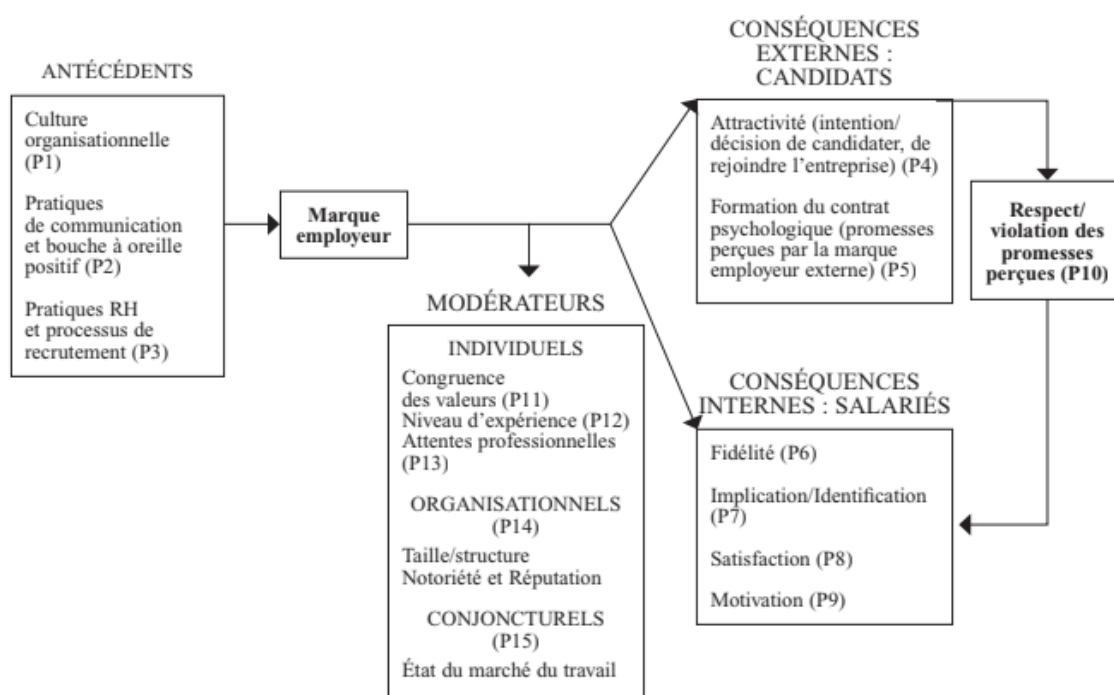 ANTÉCÉDENTS
Culture
organisationnelle
(P1)
Pratiques
de communication
et bouche à oreille
positif (P2)
Pratiques RH
et processus de
recrutement (P3)
Marque
employeur
MODÉRATEURS
INDIVIDUELS
Congruence
des valeurs (P11)
Niveau d'expérience (P12)
Attentes professionnelles
(P13)
ORGANISATIONNELS
(P14)
Taille/structure
Notoriété et Réputation
CONJONCTURELS
(P15)
État du marché du travail
CONSÉQUENCES
EXTERNES :
CANDIDATS
Attractivité (intention/
décision de candidater, de
rejoindre l'entreprise) (P4)
Formation du contrat
psychologique (promesses
perçues par la marque
employeur externe) (P5)
Respect/
violation des
promesses
perçues (P10)
CONSÉQUENCES
INTERNES : SALARIÉS
Fidélité (P6)
Implication/Identification
(P7)
Satisfaction (P8)
Motivation (P9)